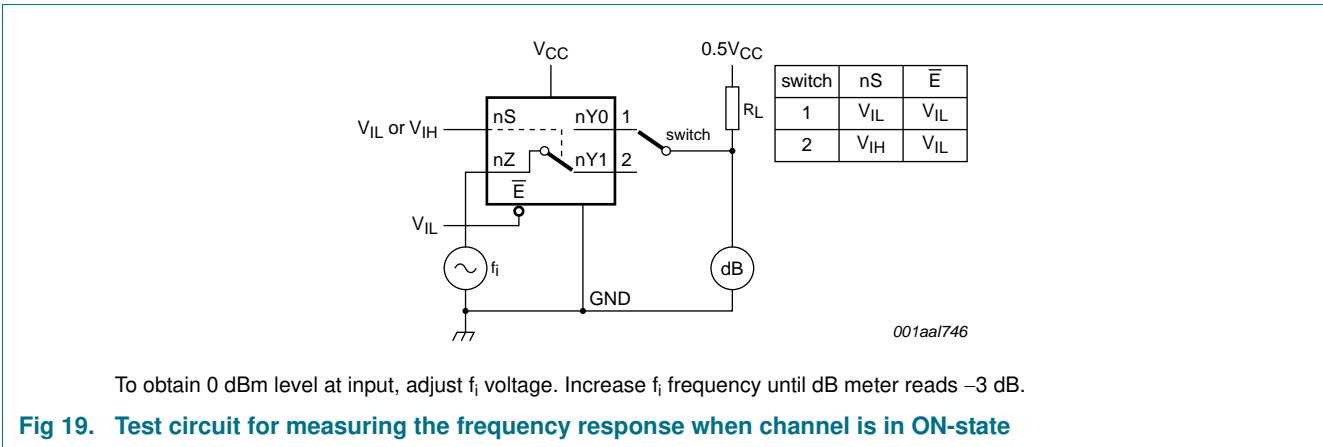 VCC
0.5VCC
switch nS E̅
1 VIL VIL
2 VIH VIL
RL
VIL or VIH
nS nY0 1
switch
nZ nY1 2
E̅
VIL
fi
dB
GND
001aal746
To obtain 0 dBm level at input, adjust fi voltage. Increase fi frequency until dB meter reads −3 dB.
Fig 19. Test circuit for measuring the frequency response when channel is in ON-state